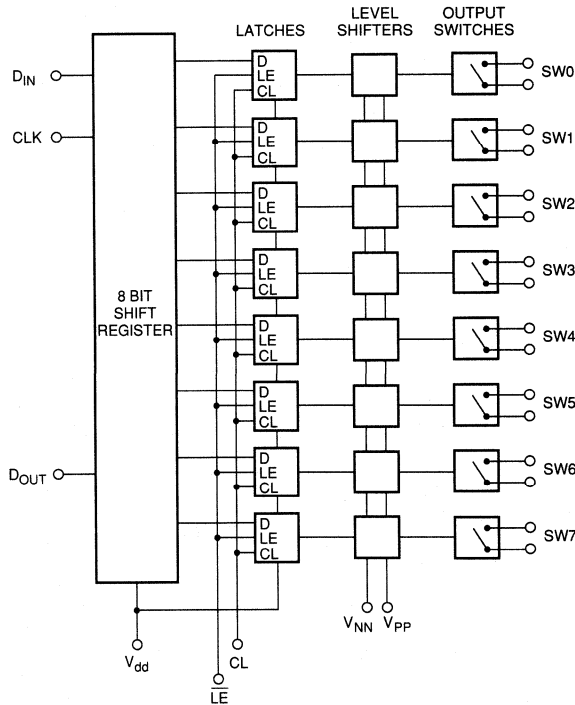 LATCHES
LEVEL
SHIFTERS
OUTPUT
SWITCHES
D_IN
CLK
D_OUT
8 BIT
SHIFT
REGISTER
D
LE
CL
SW0
D
LE
CL
SW1
D
LE
CL
SW2
D
LE
CL
SW3
D
LE
CL
SW4
D
LE
CL
SW5
D
LE
CL
SW6
D
LE
CL
SW7
V_NN
V_PP
V_dd
CL
L̅E̅